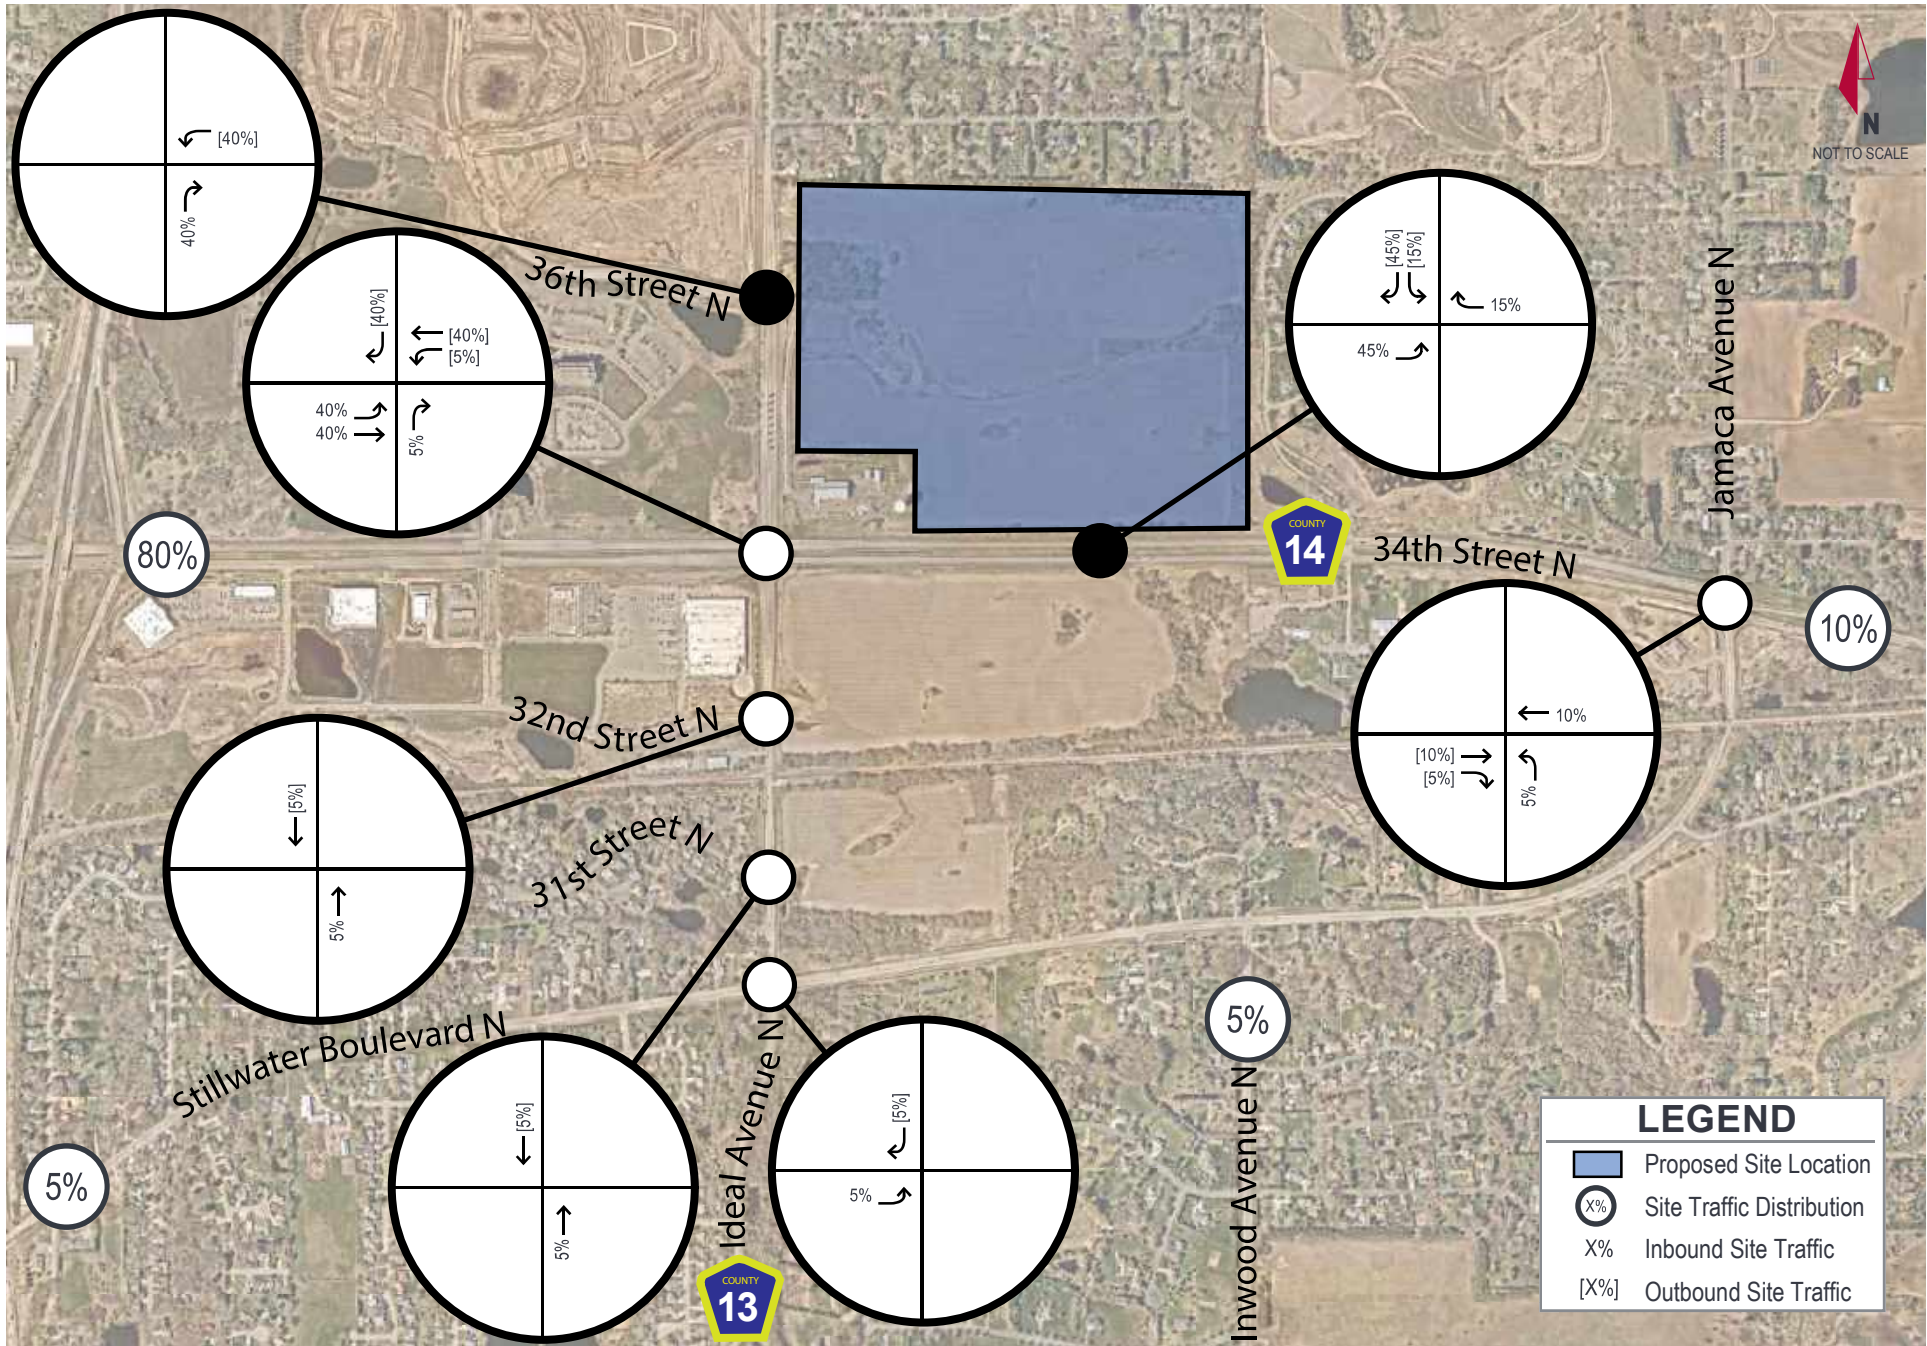 N
NOT TO SCALE
[40%]
40%
36th Street N
[40%]
[40%]
[5%]
40%
40%
5%
[45%]
[15%]
15%
45%
Jamaca Avenue N
80%
COUNTY
14
34th Street N
10%
10%
[10%]
[5%]
5%
32nd Street N
[5%]
5%
31st Street N
Stillwater Boulevard N
5%
[5%]
5%
Ideal Avenue N
COUNTY
13
[5%]
5%
5%
Inwood Avenue N
LEGEND
Proposed Site Location
X%
Site Traffic Distribution
X%
Inbound Site Traffic
[X%]
Outbound Site Traffic